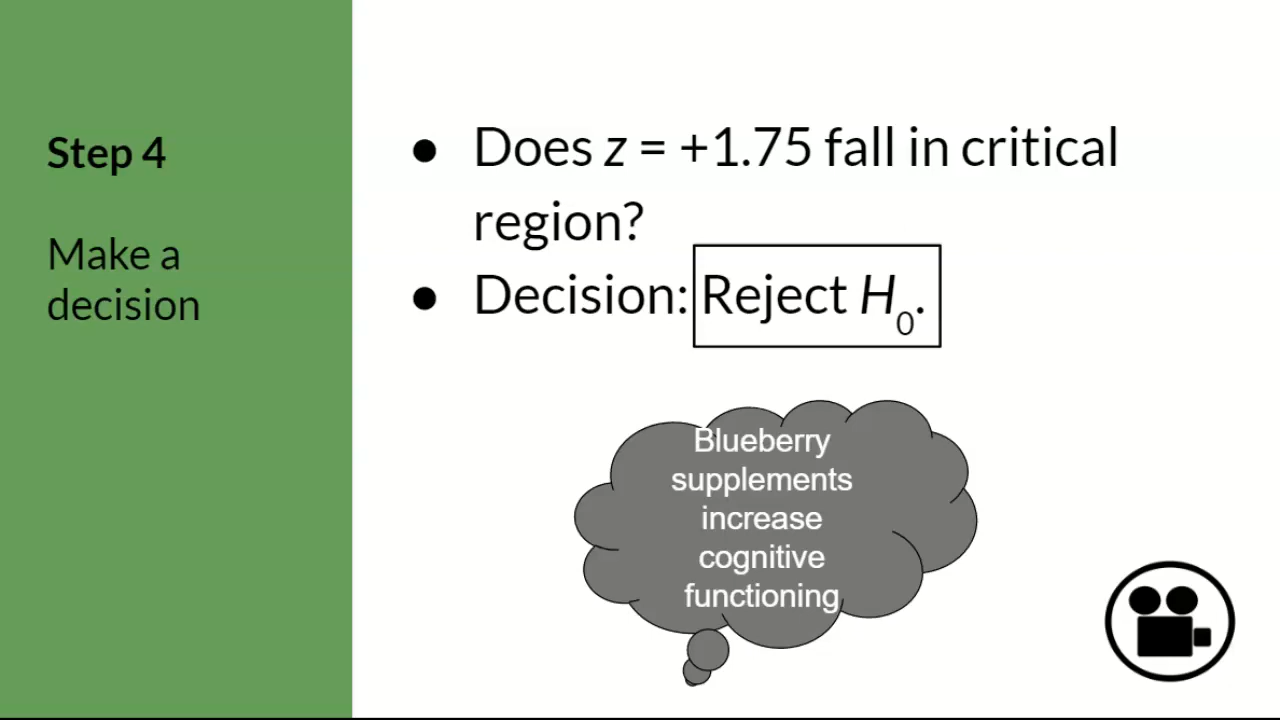 Step 4
Make a
decision
● Does z = +1.75 fall in critical
region?
● Decision: Reject H₀.
Blueberry
supplements
increase
cognitive
functioning